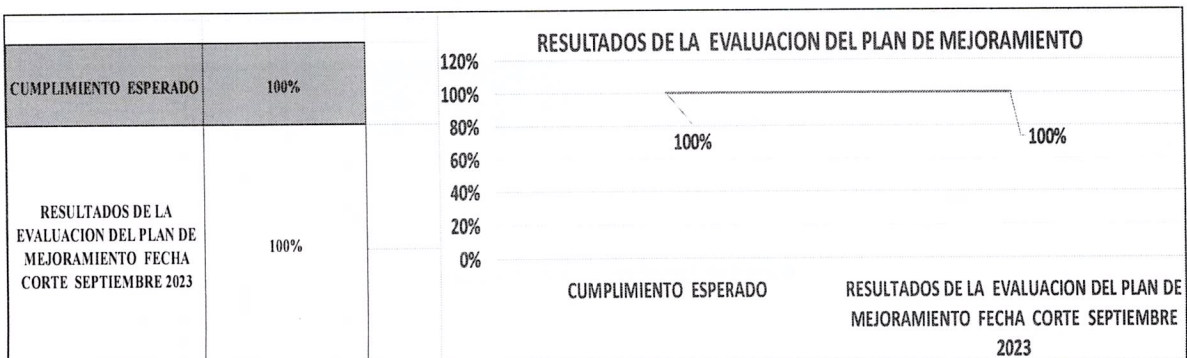 CUMPLIMIENTO ESPERADO 100%
RESULTADOS DE LA
EVALUACION DEL PLAN DE
MEJORAMIENTO FECHA
CORTE SEPTIEMBRE 2023
100%
RESULTADOS DE LA EVALUACION DEL PLAN DE MEJORAMIENTO
120%
100%
80%
60%
40%
20%
0%
100%
100%
CUMPLIMIENTO ESPERADO
RESULTADOS DE LA EVALUACION DEL PLAN DE
MEJORAMIENTO FECHA CORTE SEPTIEMBRE
2023